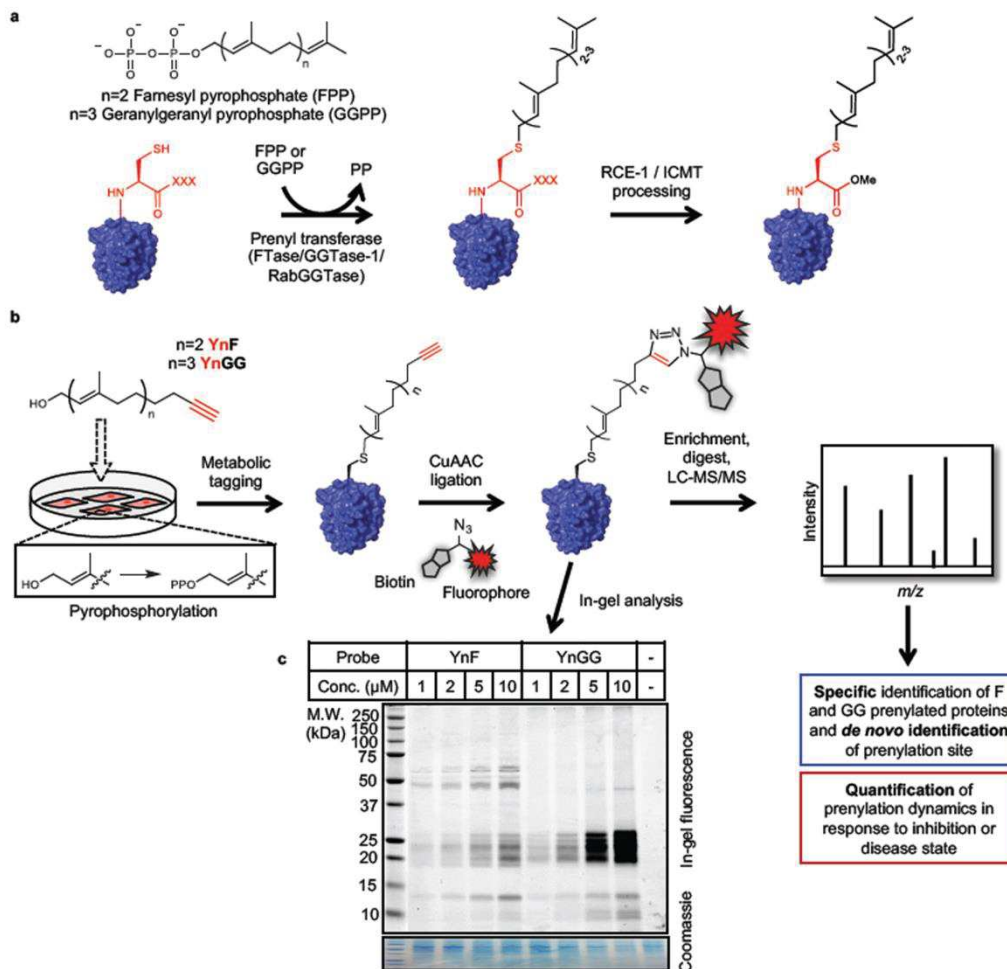 a
O⁻ O⁻
⁻O P O P O ( ) n
O O
n=2 Farnesyl pyrophosphate (FPP)
n=3 Geranylgeranyl pyrophosphate (GGPP)
SH
HN
XXX
O
FPP or
GGPP
PP
Prenyl transferase
(FTase/GGTase-1/
RabGGTase)
2-3
S
HN
XXX
O
RCE-1 / ICMT
processing
2-3
S
HN
OMe
O
b
n=2 YnF
n=3 YnGG
HO ( ) n
Metabolic
tagging
HO
PPO
Pyrophosphorylation
n
S
CuAAC
ligation
N3
Biotin
Fluorophore
N=N
N
n
S
Enrichment,
digest,
LC-MS/MS
In-gel analysis
Intensity
m/z
Specific identification of F
and GG prenylated proteins
and de novo identification
of prenylation site
Quantification of
prenylation dynamics in
response to inhibition or
disease state
c
Probe YnF YnGG -
Conc. (µM) 1 2 5 10 1 2 5 10 -
M.W.
(kDa)
250
150
100
75
50
37
25
20
15
10
In-gel fluorescence
Coomassie